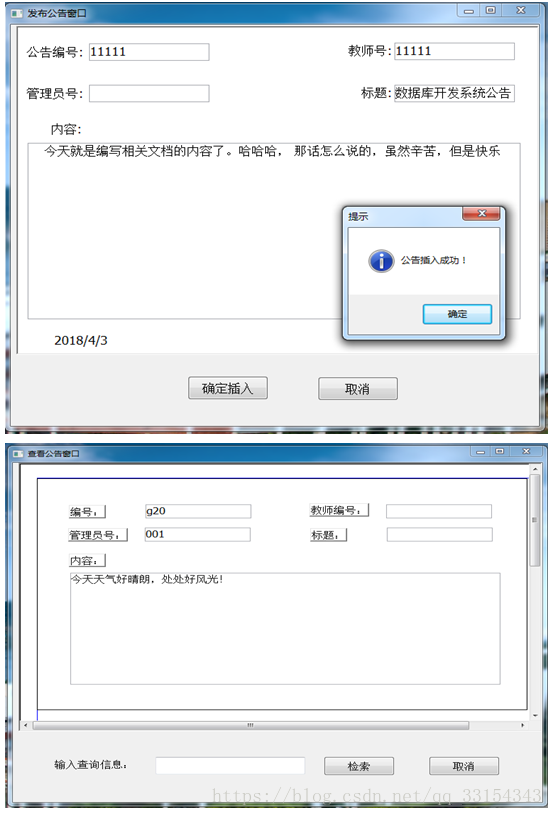 发布公告窗口
公告编号: 11111 教师号: 11111
管理员号: 标题: 数据库开发系统公告
内容:
今天就是编写相关文档的内容了。哈哈哈， 那话怎么说的，虽然辛苦，但是快乐
提示
公告插入成功！
确定
2018/4/3
确定插入 取消
查看公告窗口
编号： g20 教师编号：
管理员号： 001 标题：
内容：
今天天气好晴朗，处处好风光!
输入查询信息： 检索 取消
https://blog.csdn.net/qq_33154343